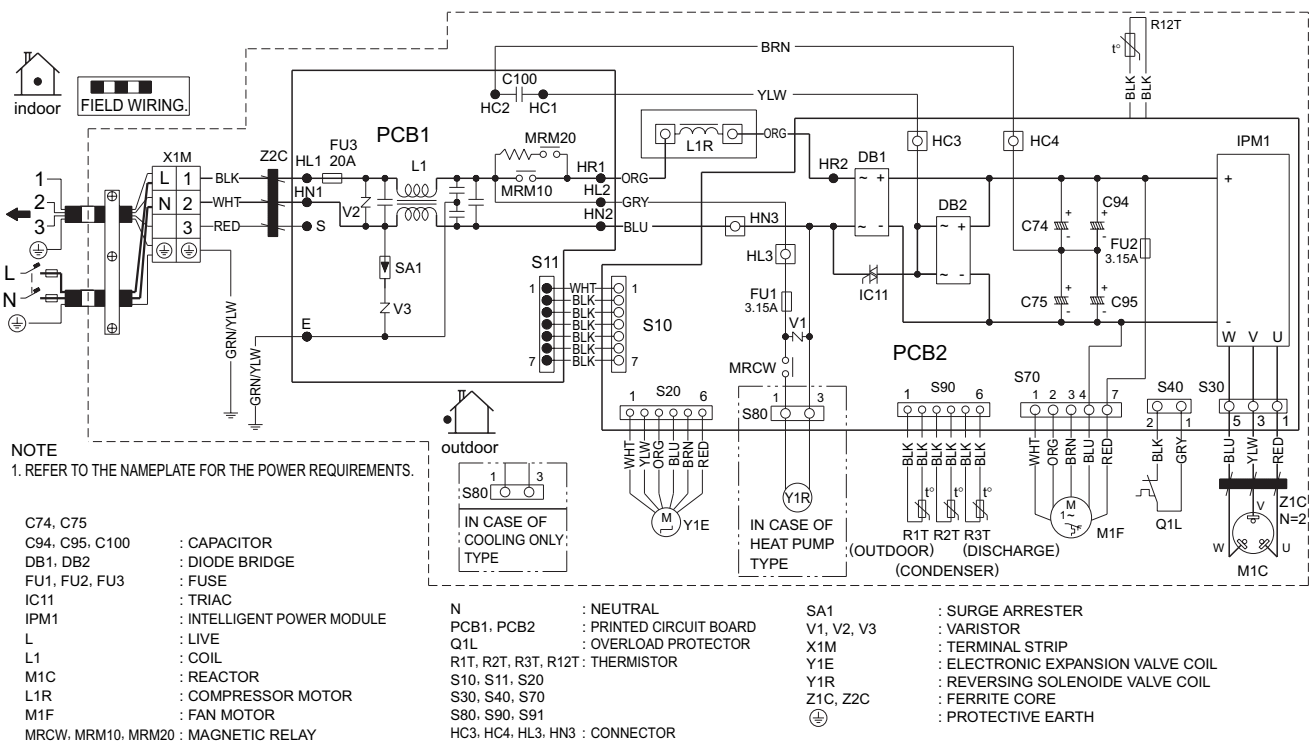 R12T
t°
BRN
C100
HC2 HC1
YLW
BLK
BLK
indoor
FIELD WIRING.
PCB1
MRM20
L1R
ORG
HC3
HC4
IPM1
X1M
Z2C
HL1
FU3
20A
L1
HR1
ORG
HR2
DB1
1
L 1
BLK
MRM10
HL2
GRY
~ +
+
2
N 2
WHT
HN1
V2
HN2
BLU
HN3
~ -
DB2
~ +
~ -
C74
+
-
C94
+
-
FU2
3.15A
3
3
RED
S
SA1
HL3
IC11
C75
+
-
C95
+
-
L
N
V3
S11
1
WHT
BLK
BLK
BLK
BLK
BLK
BLK
7
1
7
S10
FU1
3.15A
V1
MRCW
PCB2
-
W V U
E
GRN/YLW
GRN/YLW
outdoor
S20
1 6
WHT
YLW
ORG
BLU
BRN
RED
M
Y1E
S80
1 3
Y1R
IN CASE OF
HEAT PUMP
TYPE
S90
1 6
BLK
BLK
BLK
BLK
BLK
BLK
t°
t°
t°
R1T R2T R3T
(OUTDOOR) (DISCHARGE)
(CONDENSER)
S70
1 2 3 4 7
WHT
ORG
BRN
BLU
RED
M
1~
M1F
S40
2 1
BLK
GRY
Q1L
S30
5 3 1
BLU
YLW
RED
Z1C
N=2
V
W U
M1C
S80
1 3
IN CASE OF
COOLING ONLY
TYPE
NOTE
1. REFER TO THE NAMEPLATE FOR THE POWER REQUIREMENTS.
C74, C75
C94, C95, C100 : CAPACITOR
DB1, DB2 : DIODE BRIDGE
FU1, FU2, FU3 : FUSE
IC11 : TRIAC
IPM1 : INTELLIGENT POWER MODULE
L : LIVE
L1 : COIL
M1C : REACTOR
L1R : COMPRESSOR MOTOR
M1F : FAN MOTOR
MRCW, MRM10, MRM20 : MAGNETIC RELAY
N : NEUTRAL
PCB1, PCB2 : PRINTED CIRCUIT BOARD
Q1L : OVERLOAD PROTECTOR
R1T, R2T, R3T, R12T : THERMISTOR
S10, S11, S20
S30, S40, S70
S80, S90, S91
HC3, HC4, HL3, HN3 : CONNECTOR
SA1 : SURGE ARRESTER
V1, V2, V3 : VARISTOR
X1M : TERMINAL STRIP
Y1E : ELECTRONIC EXPANSION VALVE COIL
Y1R : REVERSING SOLENOIDE VALVE COIL
Z1C, Z2C : FERRITE CORE
: PROTECTIVE EARTH